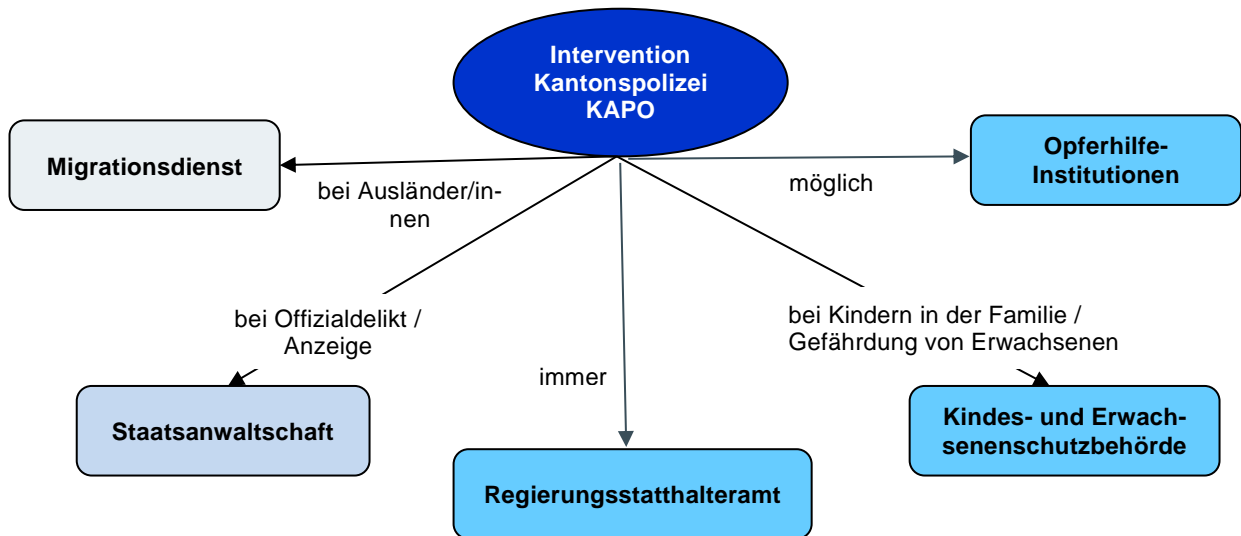 Intervention
Kantonspolizei
KAPO
Migrationsdienst
bei Ausländer/in-
nen
möglich
Opferhilfe-
Institutionen
bei Offizialdelikt /
Anzeige
bei Kindern in der Familie /
Gefährdung von Erwachsenen
immer
Staatsanwaltschaft
Kindes- und Erwach-
senenschutzbehörde
Regierungsstatthalteramt